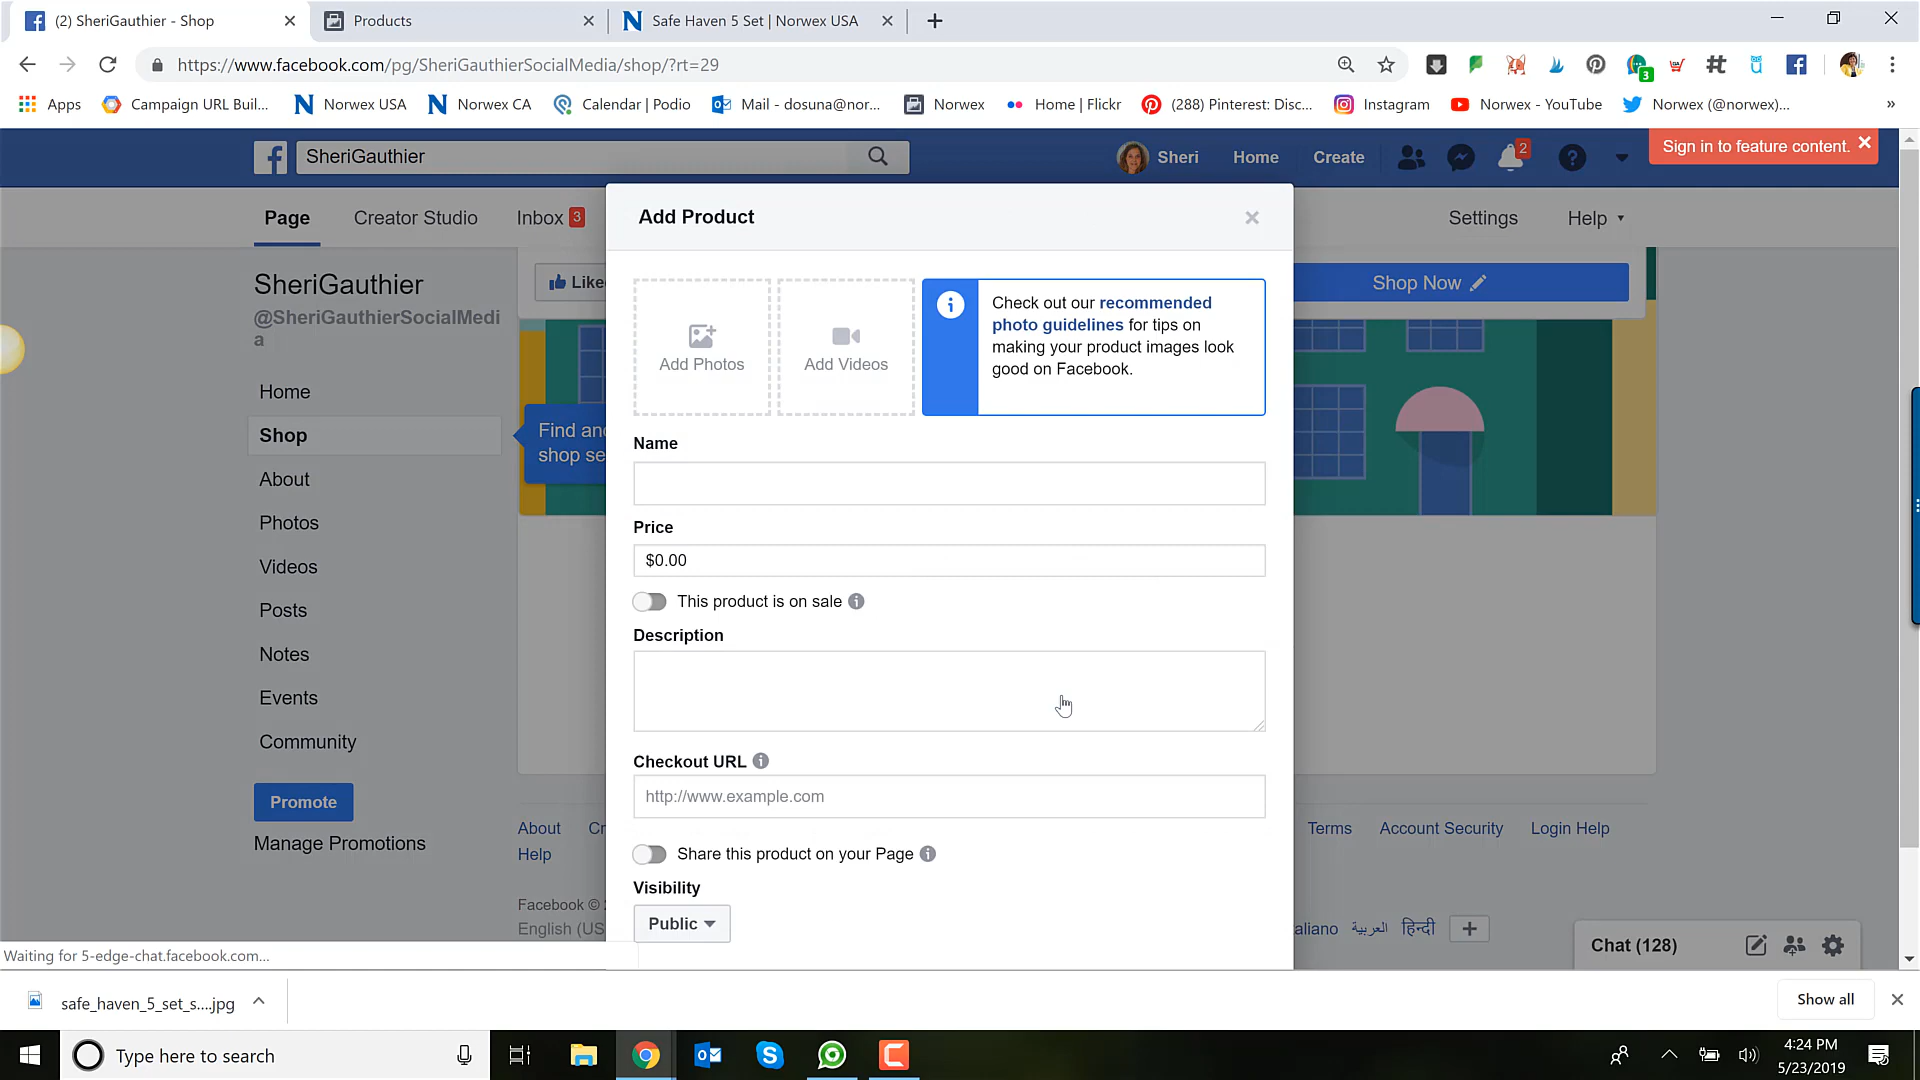 (2) SheriGauthier - Shop
Products
Safe Haven 5 Set | Norwex USA
https://www.facebook.com/pg/SheriGauthierSocialMedia/shop/?rt=29
3
Apps
Campaign URL Buil...
Norwex USA
Norwex CA
Calendar | Podio
Mail - dosuna@nor...
Norwex
Home | Flickr
(288) Pinterest: Disc...
Instagram
Norwex - YouTube
Norwex (@norwex)...
»
SheriGauthier
Sheri
Home
Create
2
Sign in to feature content.
Page
Creator Studio
Inbox 3
Settings
Help
SheriGauthier
@SheriGauthierSocialMedi
a
Home
Shop
About
Photos
Videos
Posts
Notes
Events
Community
Promote
Manage Promotions
Like
Shop Now
Find an
shop se
Add Product
Add Photos
Add Videos
Check out our recommended
photo guidelines for tips on
making your product images look
good on Facebook.
Name
Price
$0.00
This product is on sale
Description
Checkout URL
http://www.example.com
Share this product on your Page
Visibility
Public
About
Cr
Terms
Account Security
Login Help
Help
Facebook ©
English (US
aliano
العربية
हिन्दी
Chat (128)
Waiting for 5-edge-chat.facebook.com...
safe_haven_5_set_s....jpg
Show all
Type here to search
4:24 PM
5/23/2019